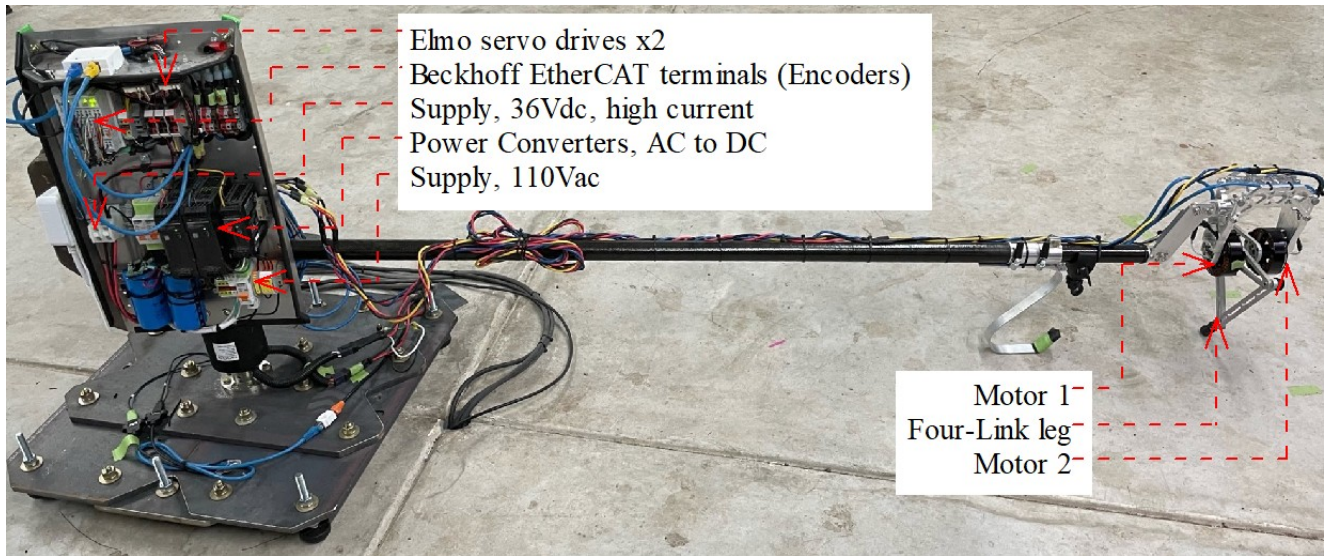 Elmo servo drives x2
Beckhoff EtherCAT terminals (Encoders)
Supply, 36Vdc, high current
Power Converters, AC to DC
Supply, 110Vac
Motor 1
Four-Link leg
Motor 2